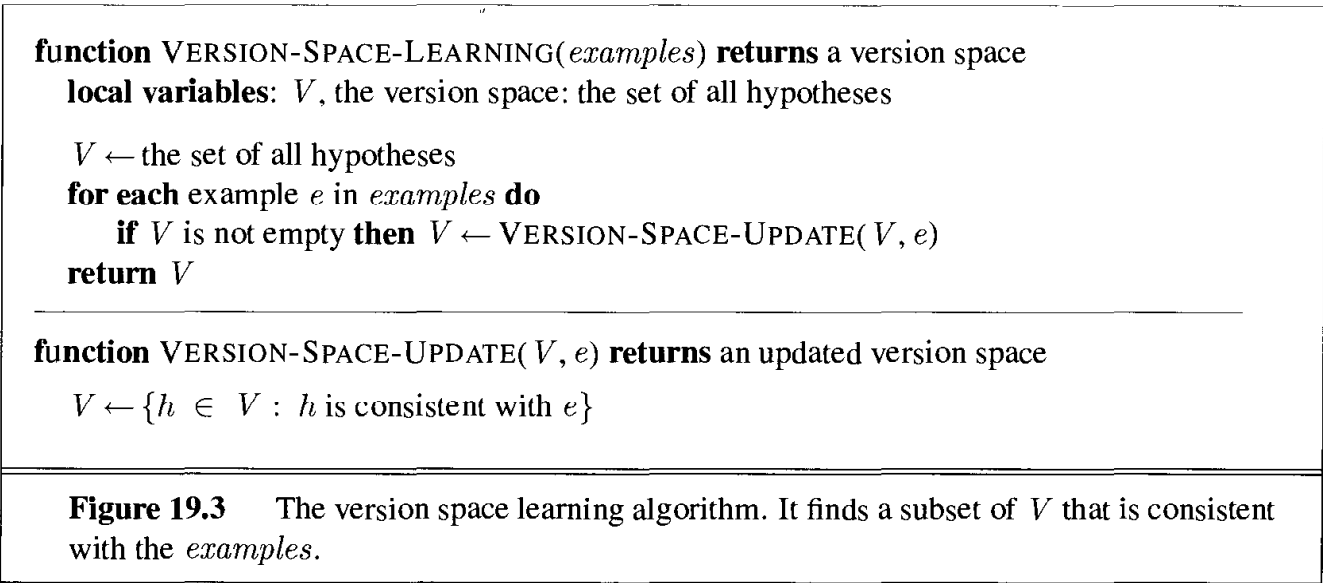 function VERSION-SPACE-LEARNING(examples) returns a version space
local variables: V, the version space: the set of all hypotheses
V ← the set of all hypotheses
for each example e in examples do
if V is not empty then V ← VERSION-SPACE-UPDATE(V, e)
return V
function VERSION-SPACE-UPDATE(V, e) returns an updated version space
V ← {h ∈ V : h is consistent with e}
Figure 19.3 The version space learning algorithm. It finds a subset of V that is consistent
with the examples.